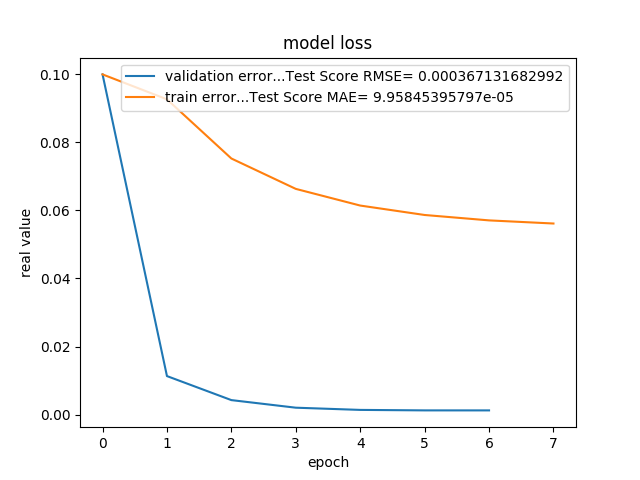 model loss
validation error...Test Score RMSE= 0.000367131682992
train error...Test Score MAE= 9.95845395797e-05
0.10
0.08
0.06
0.04
0.02
0.00
real value
0 1 2 3 4 5 6 7
epoch